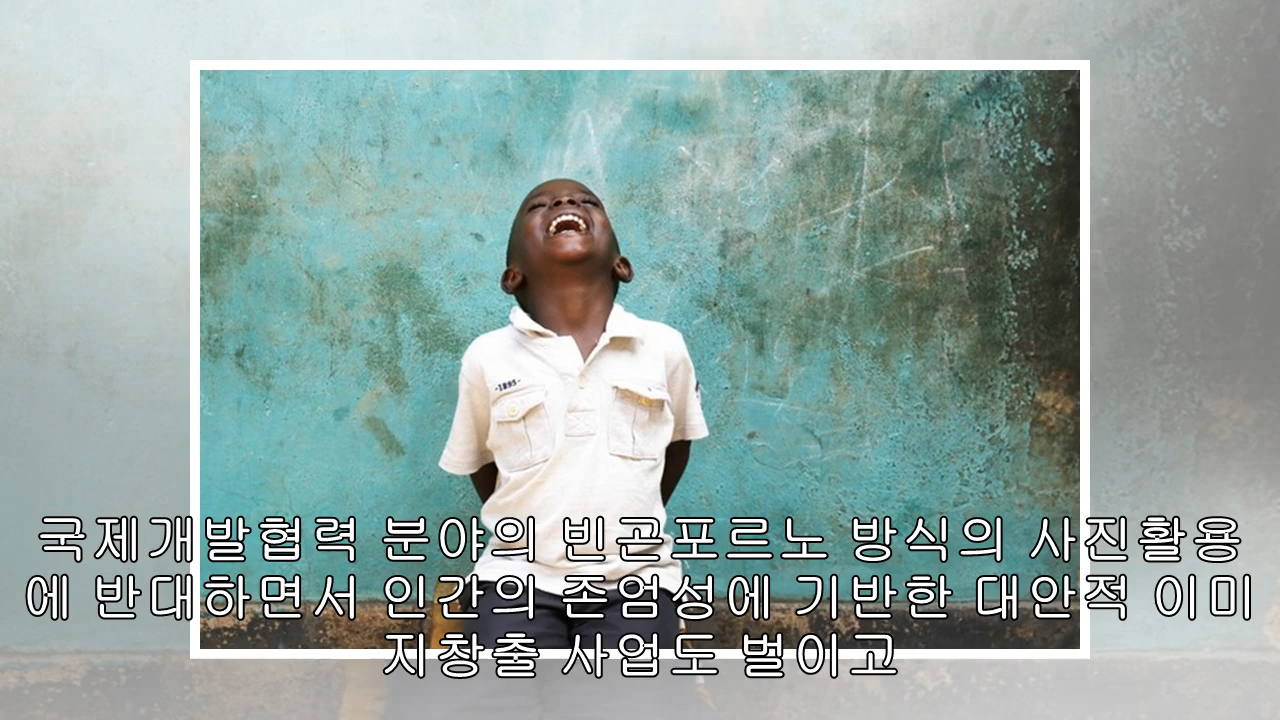 -1895-
국제개발협력 분야의 빈곤포르노 방식의 사진활용
에 반대하면서 인간의 존엄성에 기반한 대안적 이미
지창출 사업도 벌이고